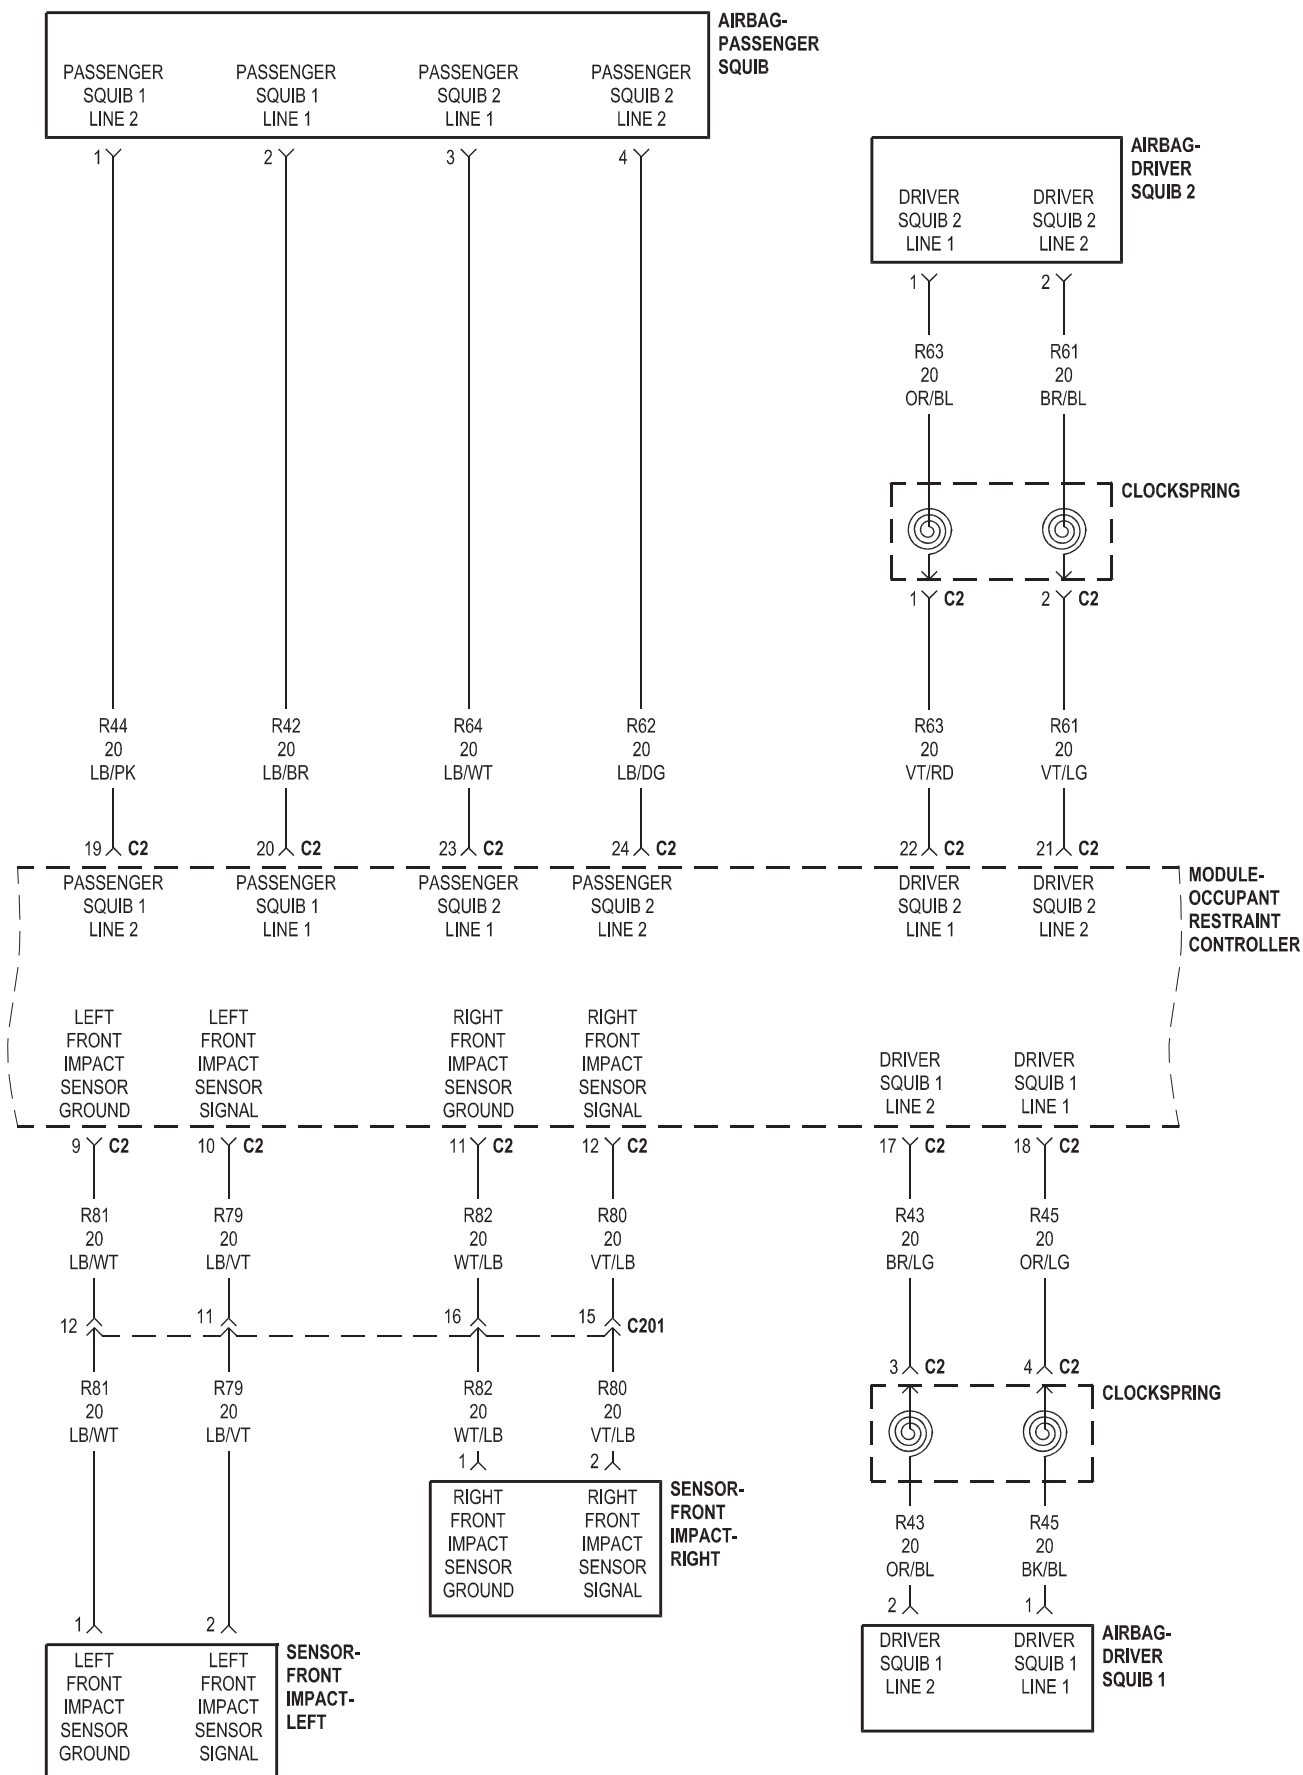 AIRBAG-
PASSENGER
SQUIB
PASSENGER
SQUIB 1
LINE 2
PASSENGER
SQUIB 1
LINE 1
PASSENGER
SQUIB 2
LINE 1
PASSENGER
SQUIB 2
LINE 2
1
2
3
4
AIRBAG-
DRIVER
SQUIB 2
DRIVER
SQUIB 2
LINE 1
DRIVER
SQUIB 2
LINE 2
1
2
R63
20
OR/BL
R61
20
BR/BL
CLOCKSPRING
1 C2
2 C2
R44
20
LB/PK
R42
20
LB/BR
R64
20
LB/WT
R62
20
LB/DG
R63
20
VT/RD
R61
20
VT/LG
19 C2
20 C2
23 C2
24 C2
22 C2
21 C2
MODULE-
OCCUPANT
RESTRAINT
CONTROLLER
PASSENGER
SQUIB 1
LINE 2
PASSENGER
SQUIB 1
LINE 1
PASSENGER
SQUIB 2
LINE 1
PASSENGER
SQUIB 2
LINE 2
DRIVER
SQUIB 2
LINE 1
DRIVER
SQUIB 2
LINE 2
LEFT
FRONT
IMPACT
SENSOR
GROUND
LEFT
FRONT
IMPACT
SENSOR
SIGNAL
RIGHT
FRONT
IMPACT
SENSOR
GROUND
RIGHT
FRONT
IMPACT
SENSOR
SIGNAL
DRIVER
SQUIB 1
LINE 2
DRIVER
SQUIB 1
LINE 1
9 C2
10 C2
11 C2
12 C2
17 C2
18 C2
R81
20
LB/WT
R79
20
LB/VT
R82
20
WT/LB
R80
20
VT/LB
R43
20
BR/LG
R45
20
OR/LG
12
11
16
15
C201
3 C2
4 C2
R81
20
LB/WT
R79
20
LB/VT
R82
20
WT/LB
R80
20
VT/LB
CLOCKSPRING
1
2
SENSOR-
FRONT
IMPACT-
RIGHT
RIGHT
FRONT
IMPACT
SENSOR
GROUND
RIGHT
FRONT
IMPACT
SENSOR
SIGNAL
R43
20
OR/BL
R45
20
BK/BL
2
1
1
2
SENSOR-
FRONT
IMPACT-
LEFT
LEFT
FRONT
IMPACT
SENSOR
GROUND
LEFT
FRONT
IMPACT
SENSOR
SIGNAL
AIRBAG-
DRIVER
SQUIB 1
DRIVER
SQUIB 1
LINE 2
DRIVER
SQUIB 1
LINE 1